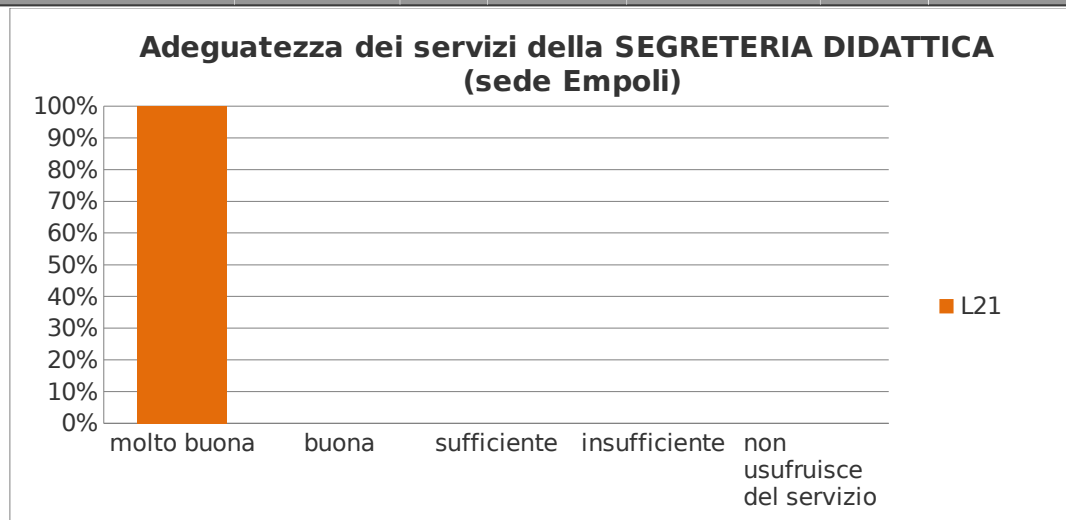 Adeguatezza dei servizi della SEGRETERIA DIDATTICA
(sede Empoli)
100%
90%
80%
70%
60%
50%
40%
30%
20%
10%
0%
L21
molto buona
buona
sufficiente
insufficiente
non
usufruisce
del servizio